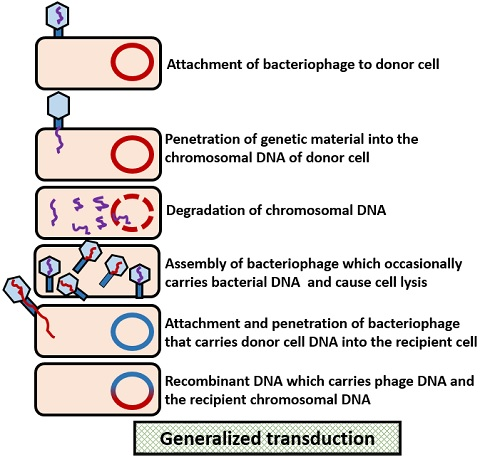 Attachment of bacteriophage to donor cell
Penetration of genetic material into the
chromosomal DNA of donor cell
Degradation of chromosomal DNA
Assembly of bacteriophage which occasionally
carries bacterial DNA and cause cell lysis
Attachment and penetration of bacteriophage
that carries donor cell DNA into the recipient cell
Recombinant DNA which carries phage DNA and
the recipient chromosomal DNA
Generalized transduction